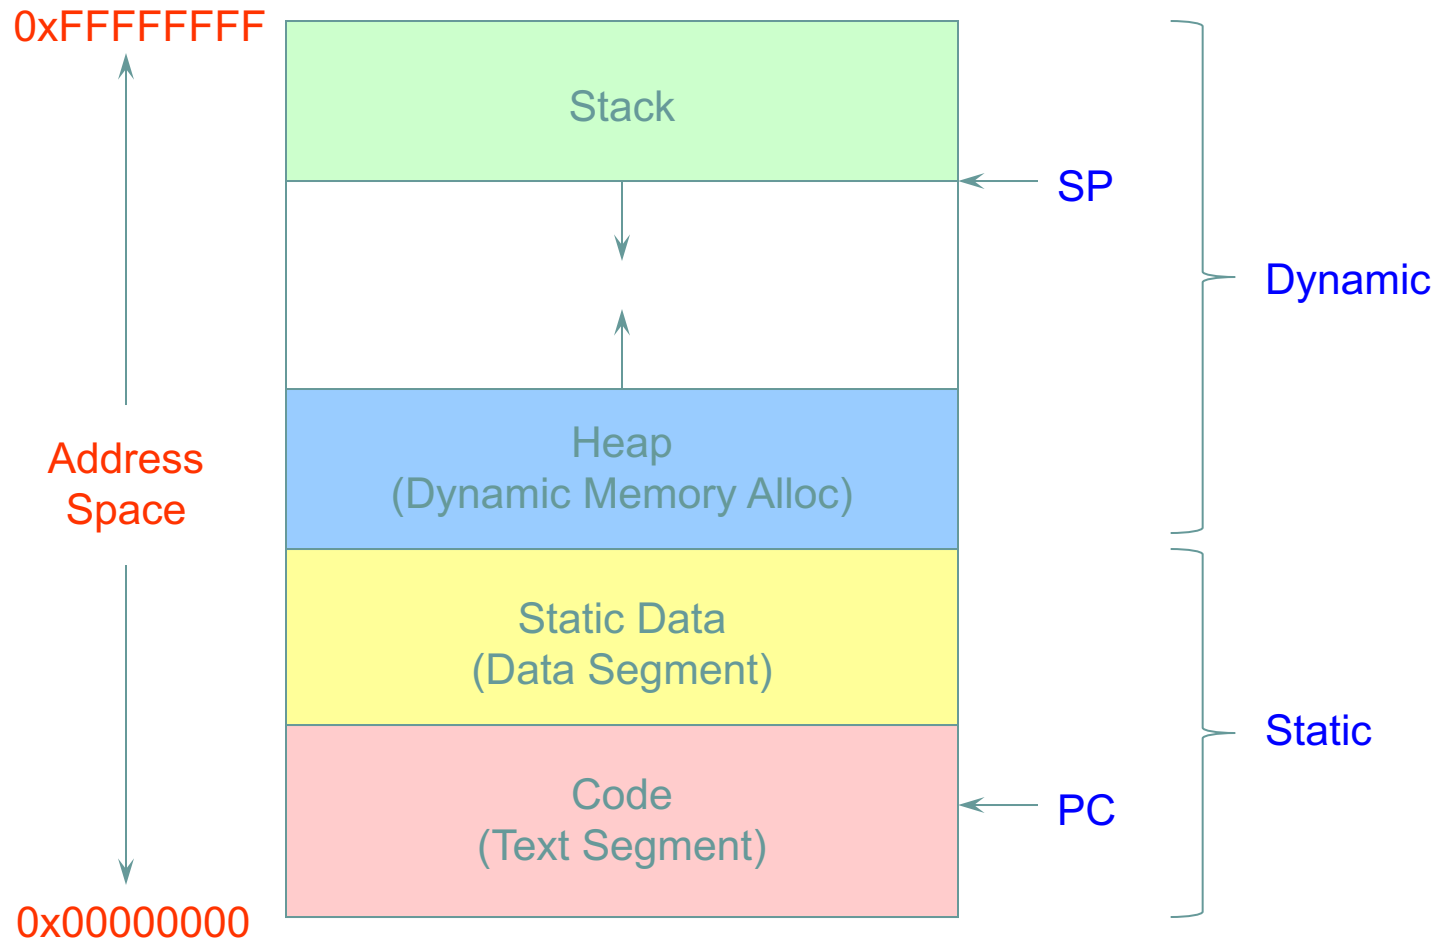 0xFFFFFFFF
Stack
SP
Dynamic
Address
Space
Heap
(Dynamic Memory Alloc)
Static Data
(Data Segment)
Static
Code
(Text Segment)
PC
0x00000000